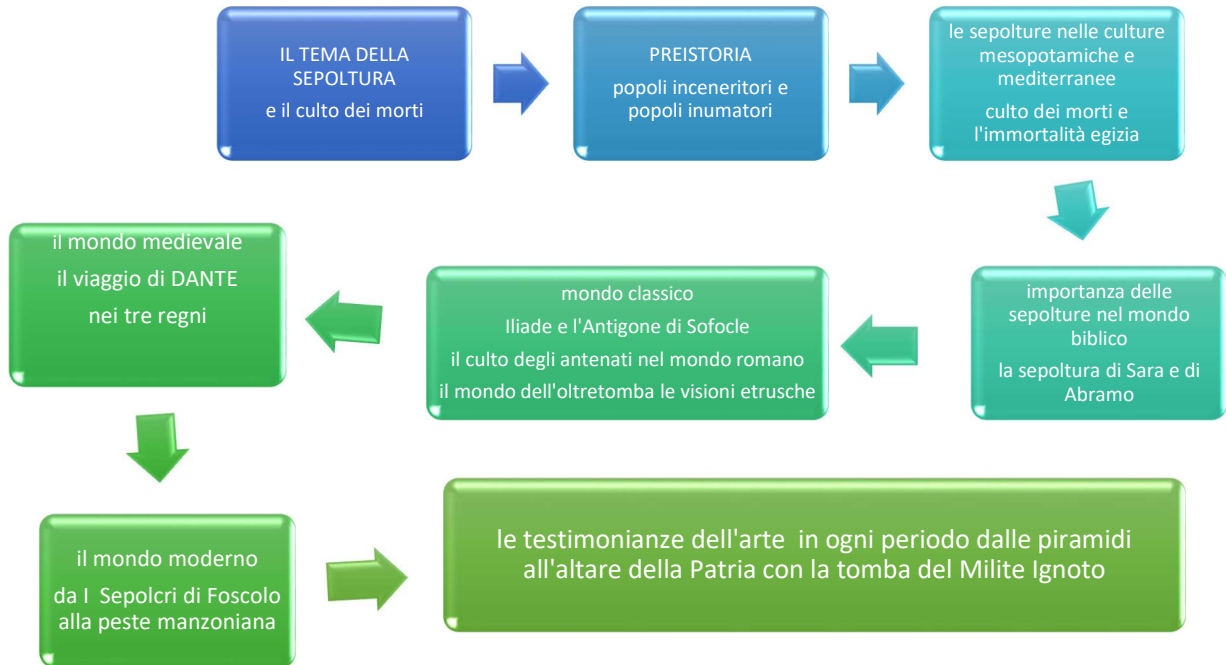 IL TEMA DELLA
SEPOLTURA
e il culto dei morti
PREISTORIA
popoli inceneritori e
popoli inumatori
le sepolture nelle culture
mesopotamiche e
mediterranee
culto dei morti e
l'immortalità egizia
importanza delle
sepolture nel mondo
biblico
la sepoltura di Sara e di
Abramo
mondo classico
Iliade e l'Antigone di Sofocle
il culto degli antenati nel mondo romano
il mondo dell'oltretomba le visioni etrusche
il mondo medievale
il viaggio di DANTE
nei tre regni
il mondo moderno
da I Sepolcri di Foscolo
alla peste manzoniana
le testimonianze dell'arte in ogni periodo dalle piramidi
all'altare della Patria con la tomba del Milite Ignoto